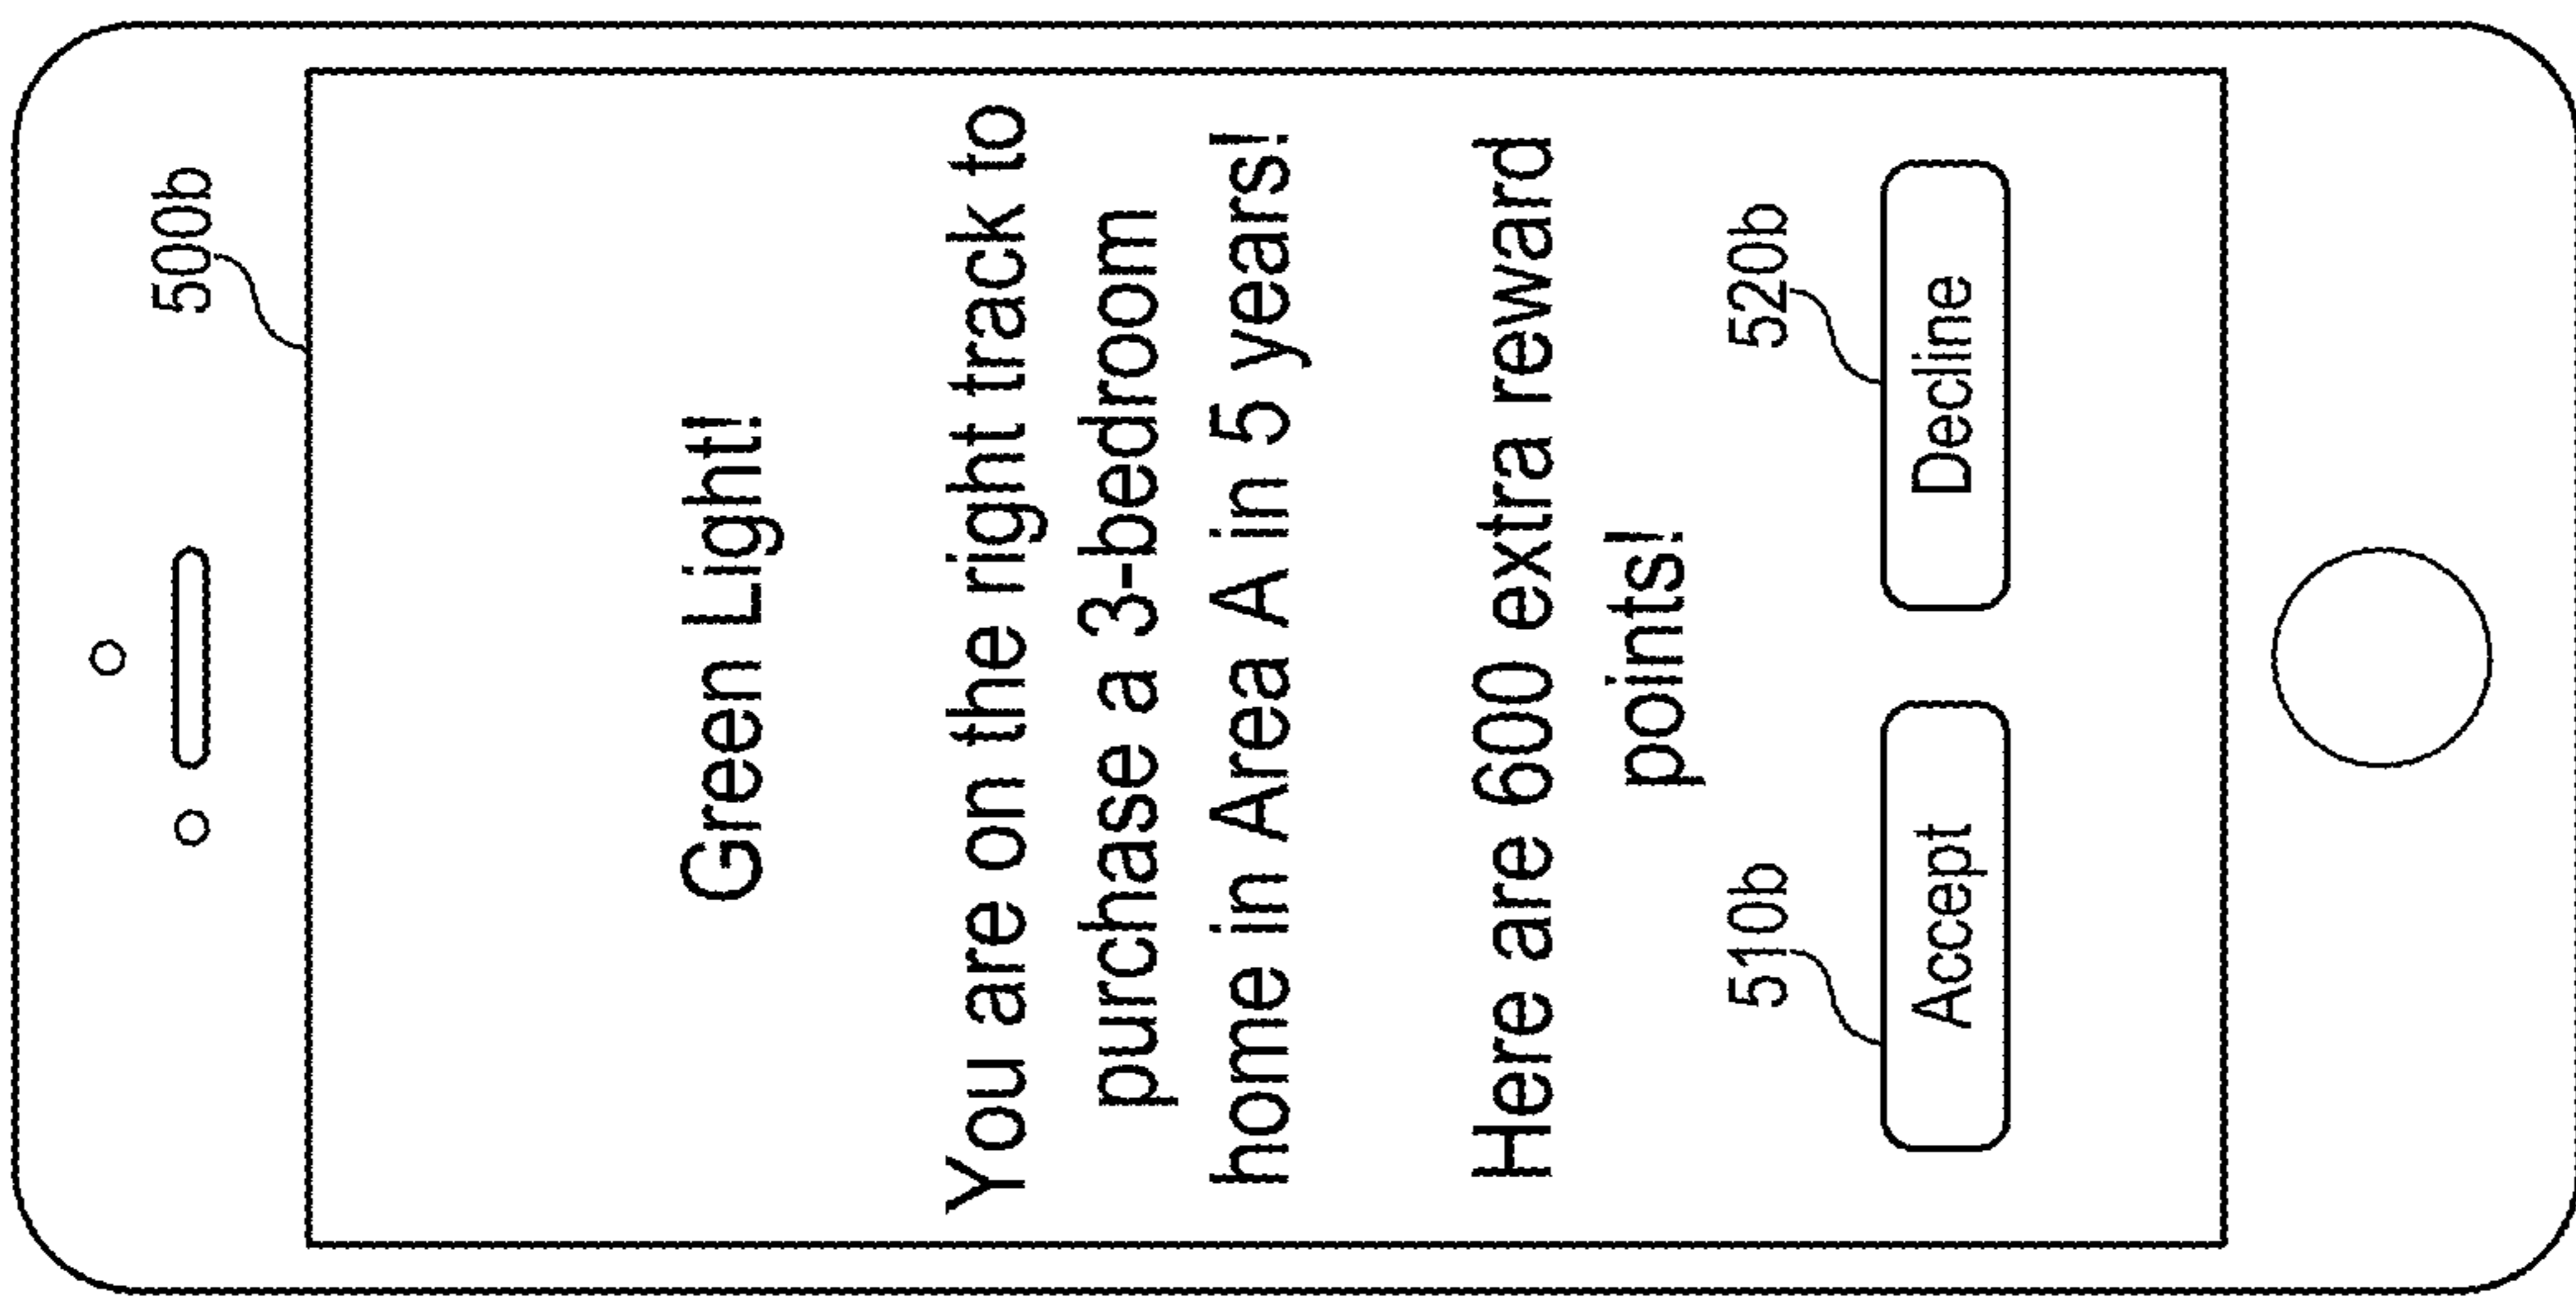 500b
Green Light!
You are on the right track to
purchase a 3-bedroom
home in Area A in 5 years!
Here are 600 extra reward
points!
510b
520b
Accept
Decline